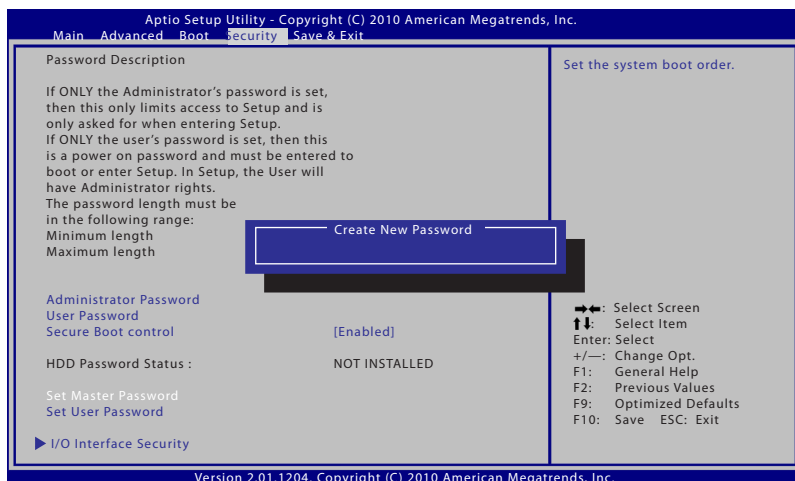 Aptio Setup Utility - Copyright (C) 2010 American Megatrends, Inc.
Main Advanced Boot Security Save & Exit
Password Description
If ONLY the Administrator's password is set,
then this only limits access to Setup and is
only asked for when entering Setup.
If ONLY the user's password is set, then this
is a power on password and must be entered to
boot or enter Setup. In Setup, the User will
have Administrator rights.
The password length must be
in the following range:
Minimum length
Maximum length
Create New Password
Administrator Password
User Password
Secure Boot control [Enabled]
HDD Password Status : NOT INSTALLED
Set Master Password
Set User Password
I/O Interface Security
Set the system boot order.
→←: Select Screen
↑↓: Select Item
Enter: Select
+/—: Change Opt.
F1: General Help
F2: Previous Values
F9: Optimized Defaults
F10: Save ESC: Exit
Version 2.01.1204. Copyright (C) 2010 American Megatrends, Inc.